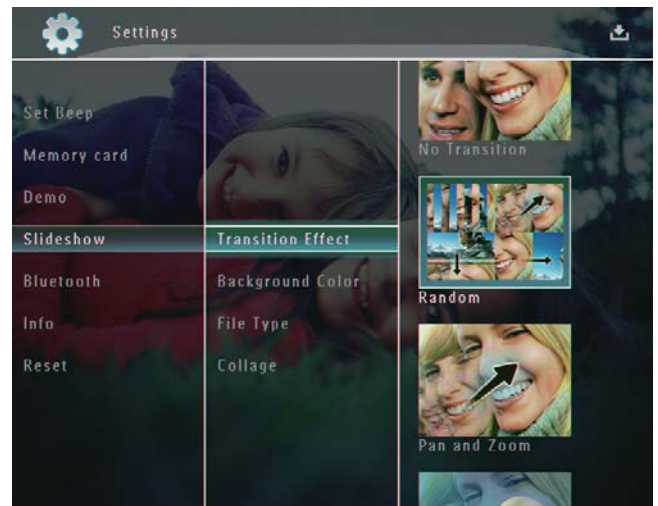 Settings
Set Beep
Memory card
Demo
Slideshow
Bluetooth
Info
Reset
Transition Effect
Background Color
File Type
Collage
No Transition
Random
Pan and Zoom